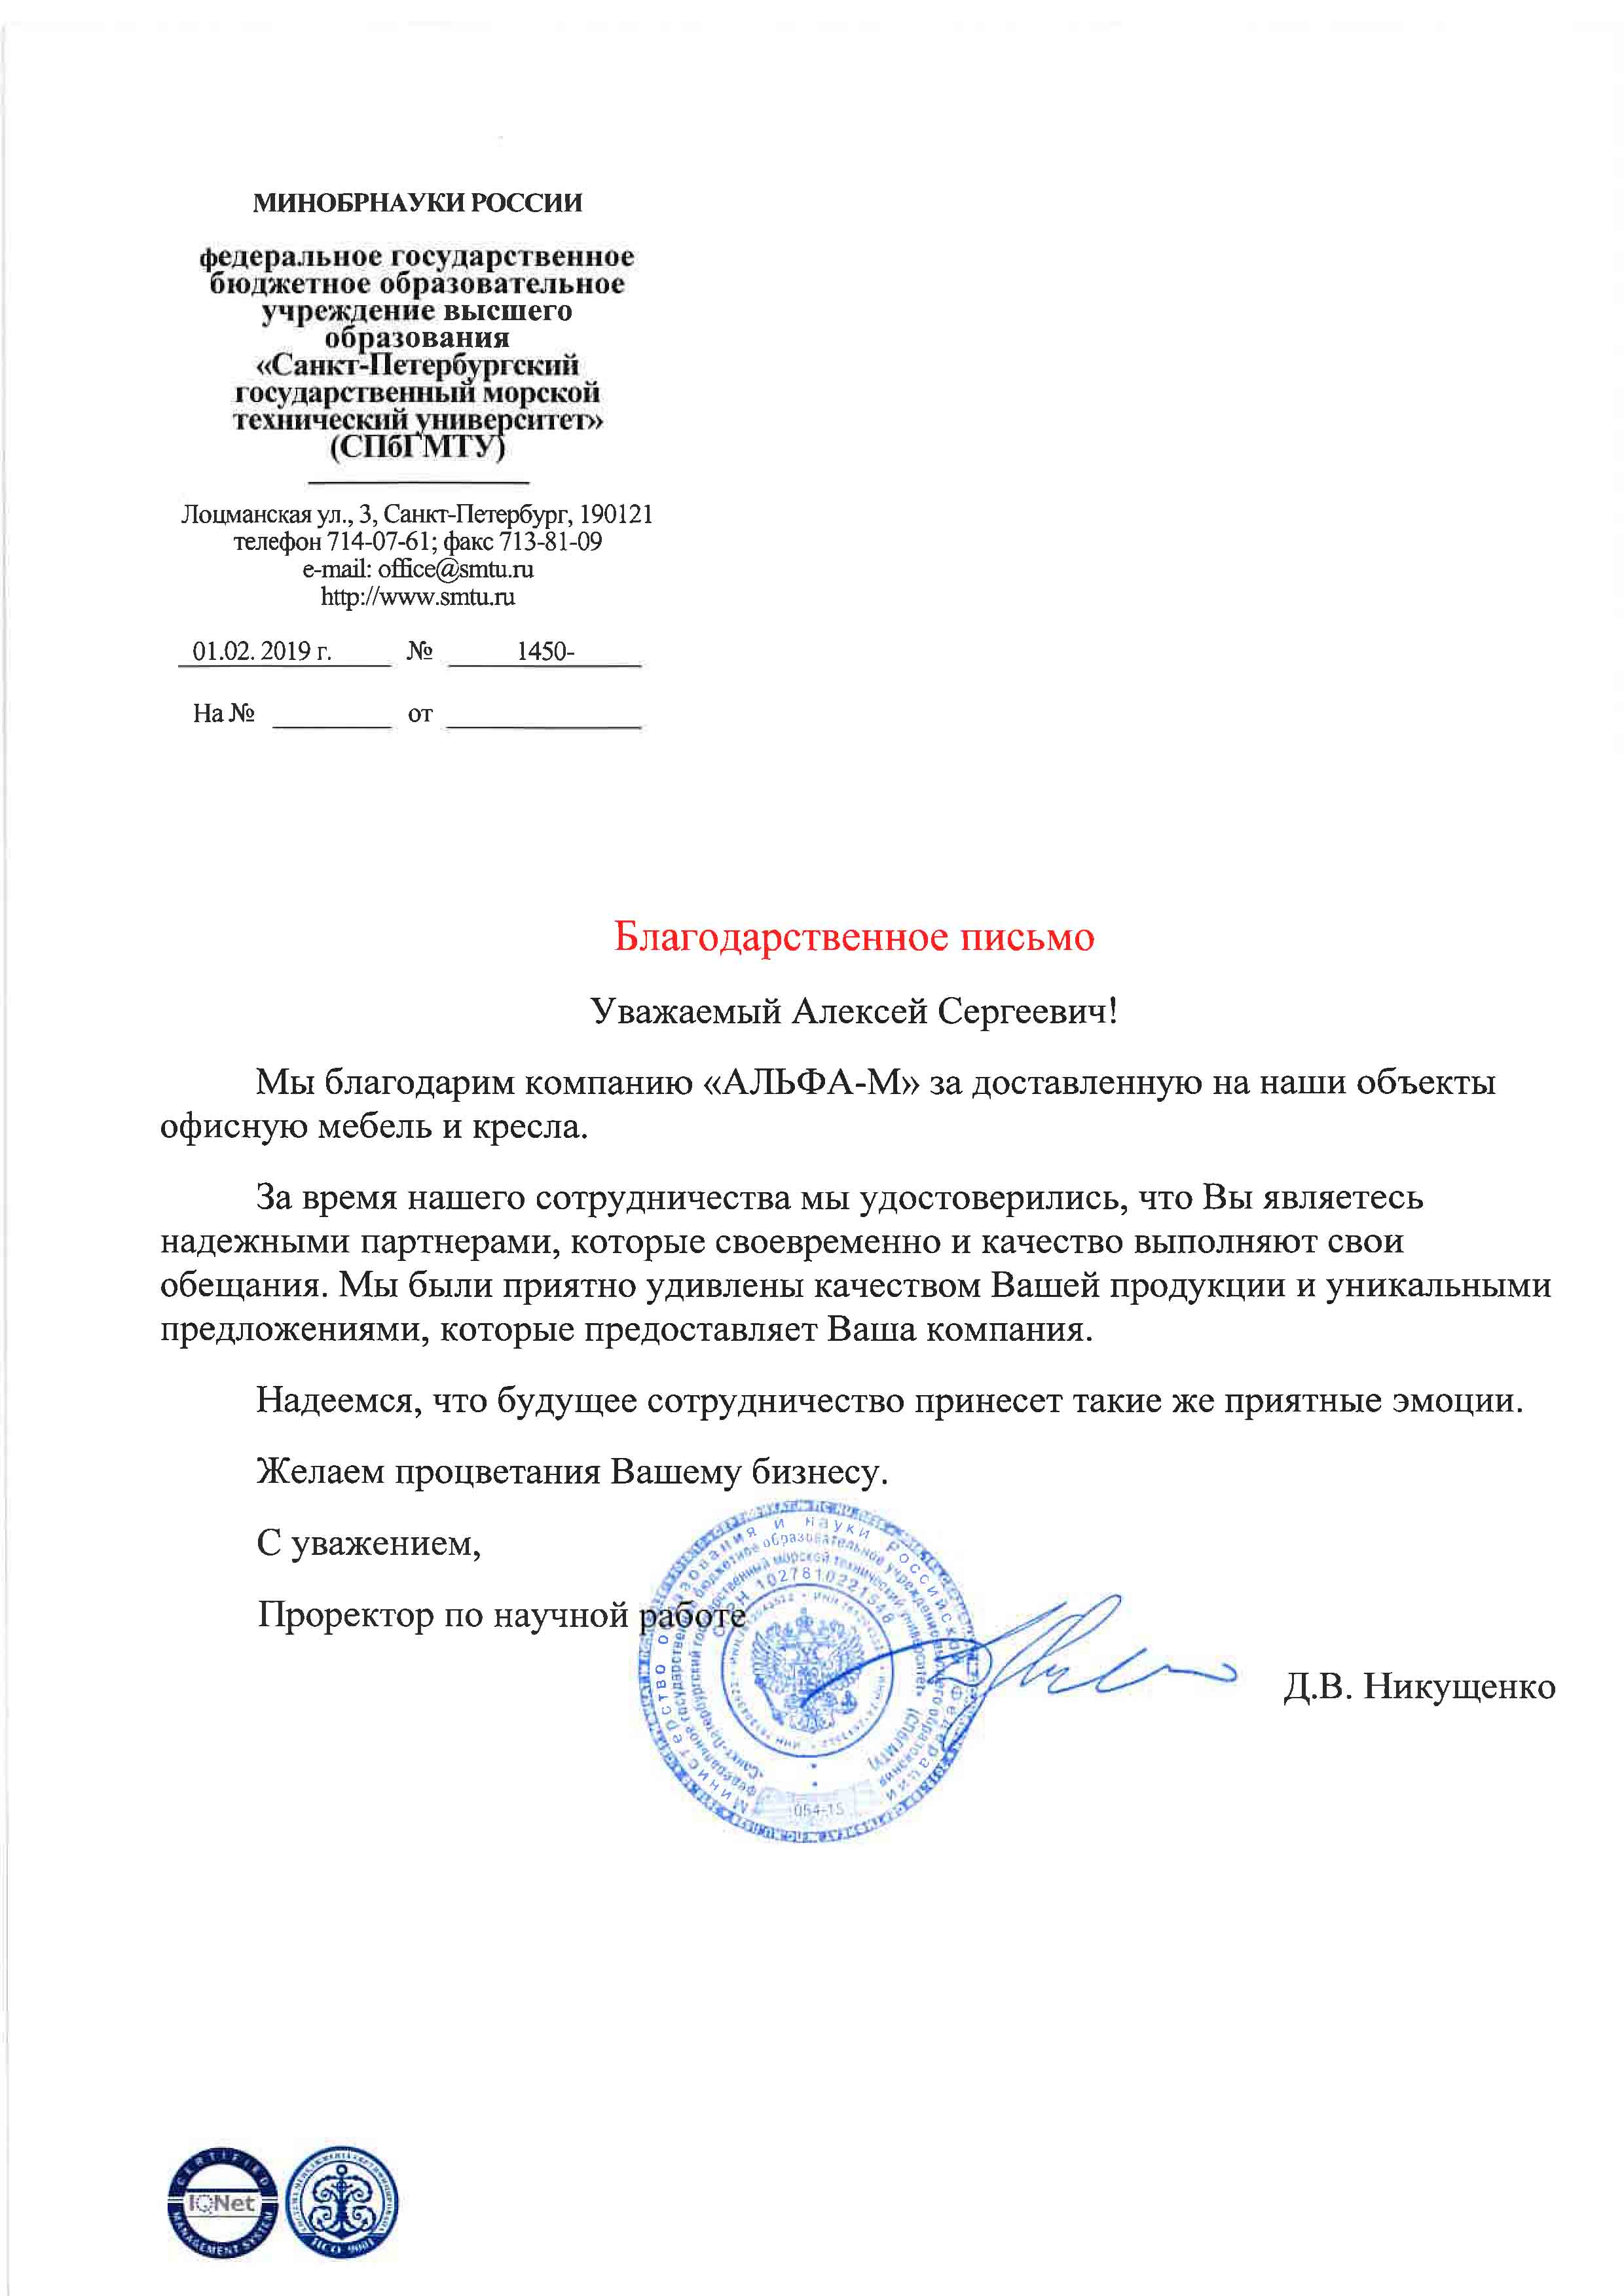 МИНОБРНАУКИ РОССИИ
федеральное государственное
бюджетное образовательное
учреждение высшего
образования
«Санкт-Петербургский
государственный морской
технический университет»
(СПбГМТУ)
Лоцманская ул., 3, Санкт-Петербург, 190121
телефон 714-07-61; факс 713-81-09
e-mail: office@smtu.ru
http://www.smtu.ru
01.02. 2019 г. № 1450-
На № от
Благодарственное письмо
Уважаемый Алексей Сергеевич!
Мы благодарим компанию «АЛЬФА-М» за доставленную на наши объекты
офисную мебель и кресла.
За время нашего сотрудничества мы удостоверились, что Вы являетесь
надежными партнерами, которые своевременно и качество выполняют свои
обещания. Мы были приятно удивлены качеством Вашей продукции и уникальными
предложениями, которые предоставляет Ваша компания.
Надеемся, что будущее сотрудничество принесет такие же приятные эмоции.
Желаем процветания Вашему бизнесу.
С уважением,
Проректор по научной работе
Д.В. Никущенко
Министерство образования и науки Российской Федерации
Федеральное государственное бюджетное образовательное учреждение высшего образования
«Санкт-Петербургский государственный морской технический университет» (СПбГМТУ)
ОГРН 1027810221548
054-15
CERTIFIED
IQNet
MANAGEMENT SYSTEM
ИСО 9001